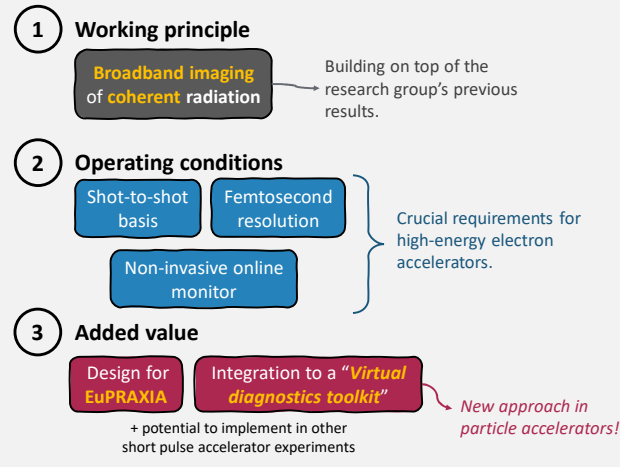 1 Working principle
Broadband imaging
of coherent radiation
Building on top of the
research group's previous
results.
2 Operating conditions
Shot-to-shot
basis
Femtosecond
resolution
Non-invasive online
monitor
Crucial requirements for
high-energy electron
accelerators.
3 Added value
Design for
EuPRAXIA
Integration to a “Virtual
diagnostics toolkit”
+ potential to implement in other
short pulse accelerator experiments
New approach in
particle accelerators!